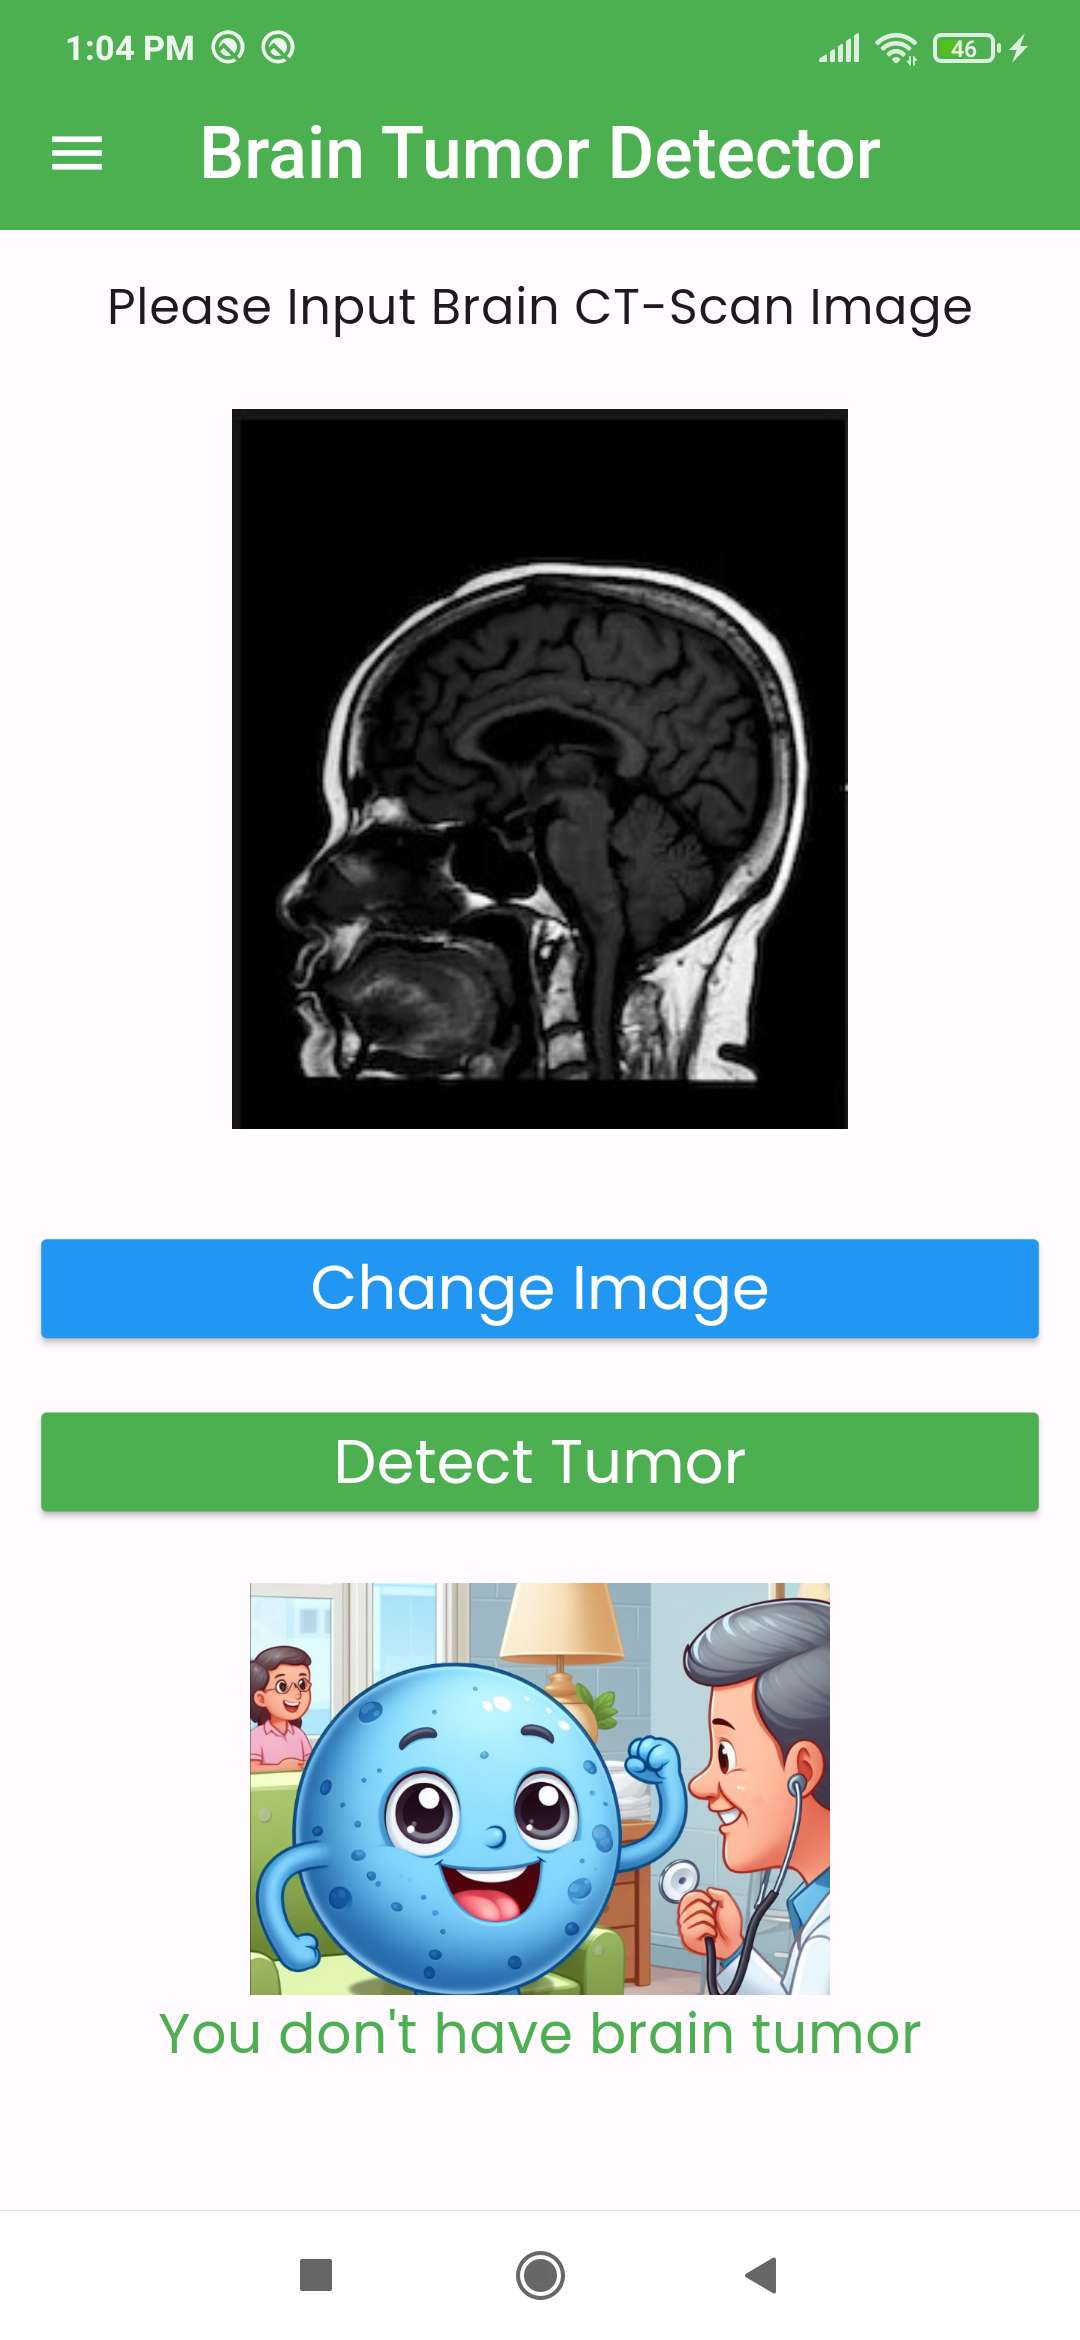 1:04 PM
46
Brain Tumor Detector
Please Input Brain CT-Scan Image
Change Image
Detect Tumor
You don't have brain tumor